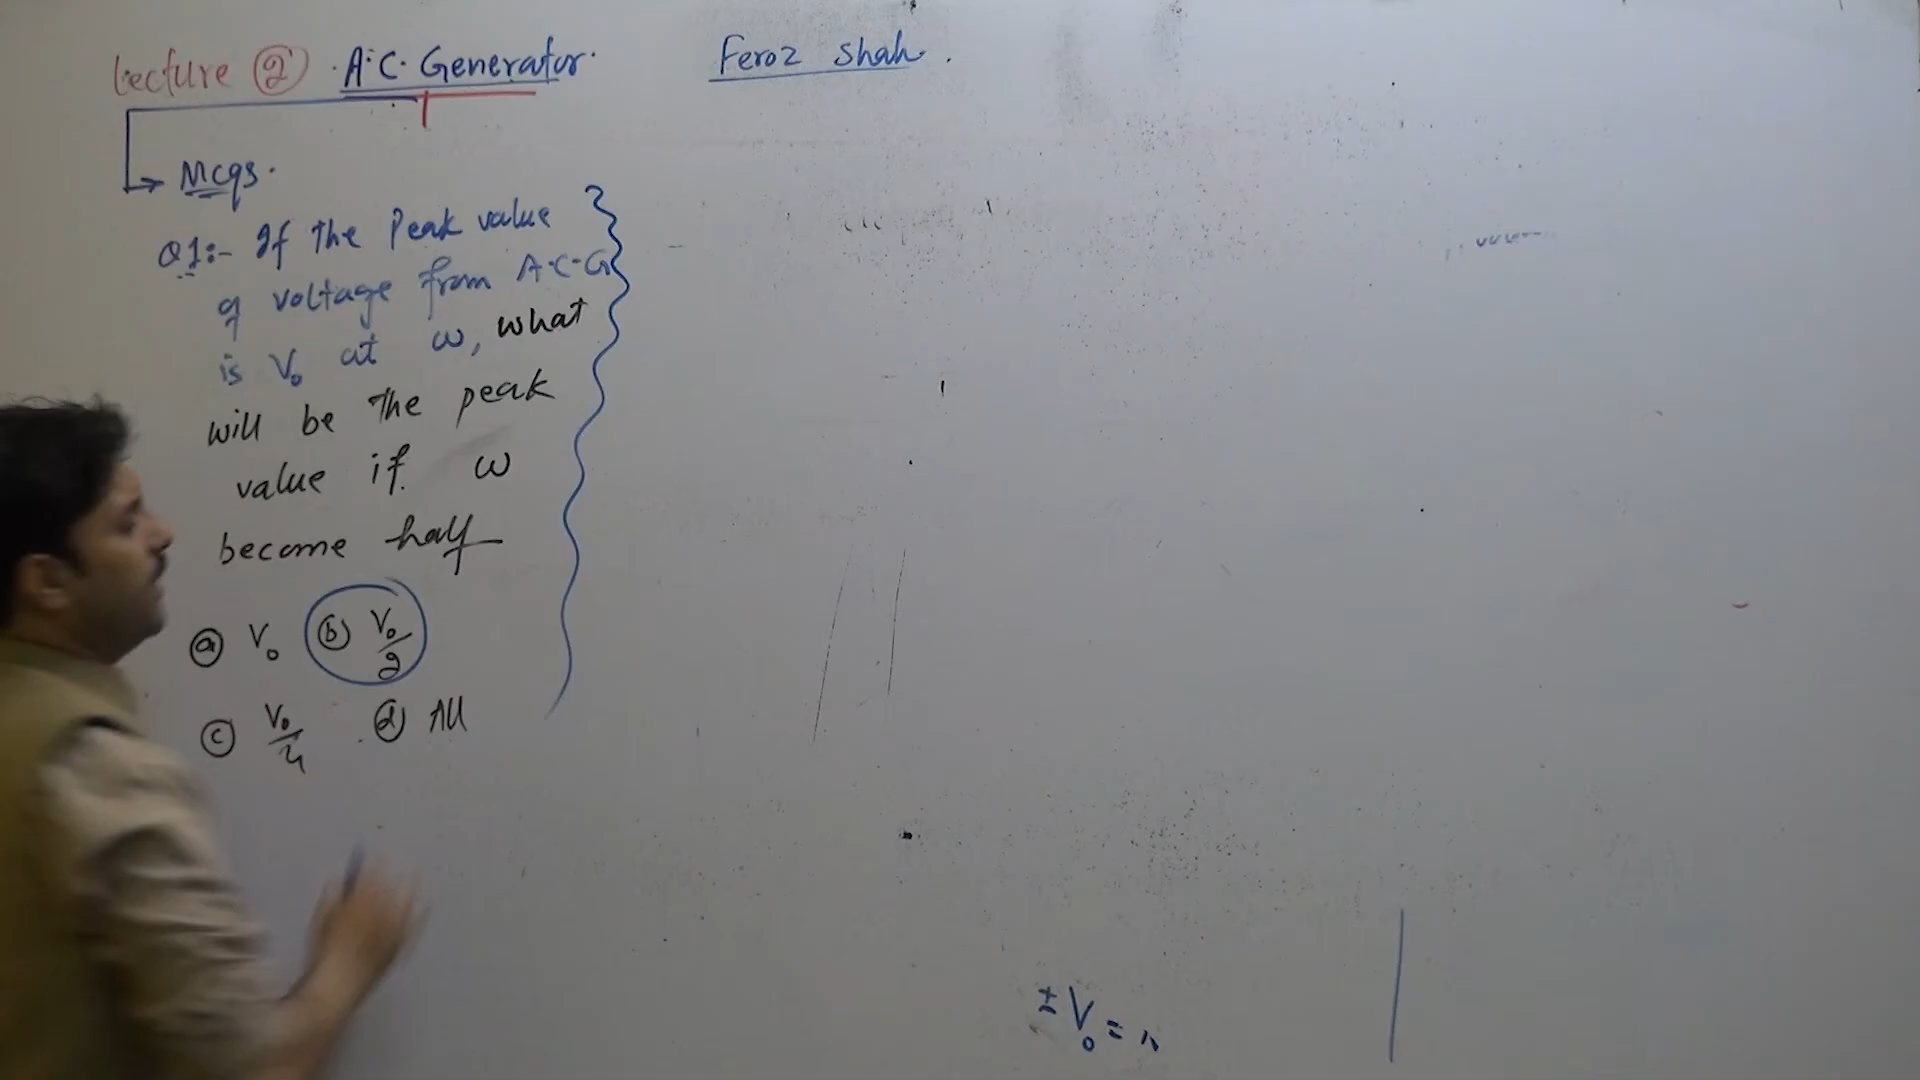 Lecture ② A.C. Generator. Feroz Shah.
→ Mcqs.
Q1:- If the Peak value
of voltage from A.C.G
is V₀ at ω, what
will be the peak
value if ω
become half
ⓐ V₀ ⓑ V₀/2
ⓒ V₀/4 ⓓ All
± V₀ =